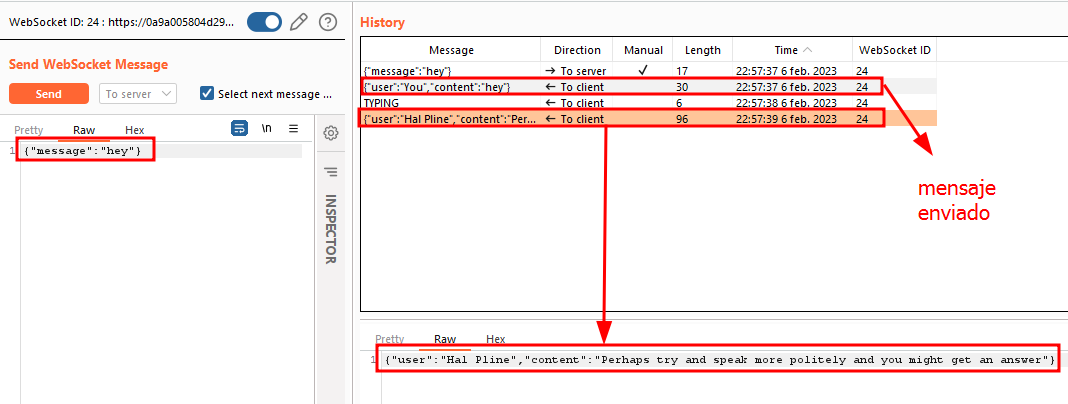 WebSocket ID: 24 : https://0a9a005804d29...
Send WebSocket Message
Send
To server
Select next message ...
Pretty Raw Hex
\n
1 {"message":"hey"}
INSPECTOR
History
Message Direction Manual Length Time WebSocket ID
{"message":"hey"} → To server ✓ 17 22:57:37 6 feb. 2023 24
{"user":"You","content":"hey"} ← To client 30 22:57:37 6 feb. 2023 24
TYPING ← To client 6 22:57:38 6 feb. 2023 24
{"user":"Hal Pline","content":"Per... ← To client 96 22:57:39 6 feb. 2023 24
mensaje
enviado
Pretty Raw Hex
1 {"user":"Hal Pline","content":"Perhaps try and speak more politely and you might get an answer"}